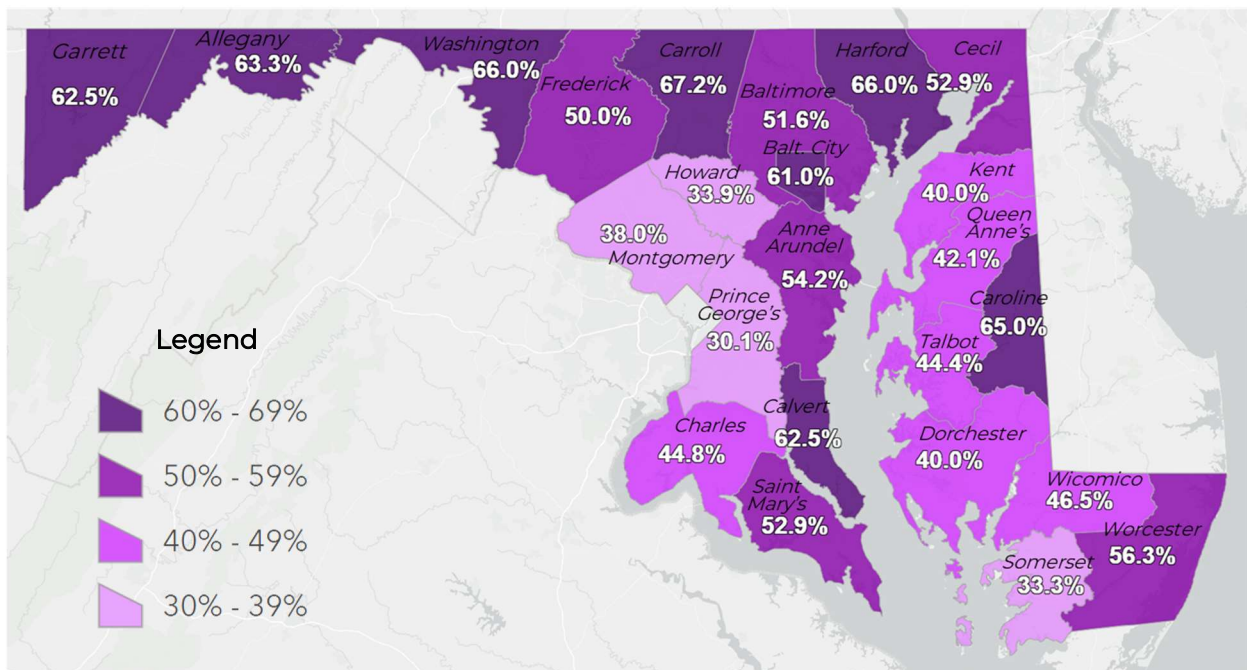 Garrett
62.5%
Allegany
63.3%
Washington
66.0%
Frederick
50.0%
Carroll
67.2%
Baltimore
51.6%
Harford
66.0%
Cecil
52.9%
Balt. City
61.0%
Howard
33.9%
Kent
40.0%
38.0%
Montgomery
Anne
Arundel
54.2%
Queen
Anne's
42.1%
Prince
George's
30.1%
Caroline
65.0%
Talbot
44.4%
Calvert
62.5%
Charles
44.8%
Dorchester
40.0%
Saint
Mary's
52.9%
Wicomico
46.5%
Worcester
56.3%
Somerset
33.3%
Legend
60% - 69%
50% - 59%
40% - 49%
30% - 39%